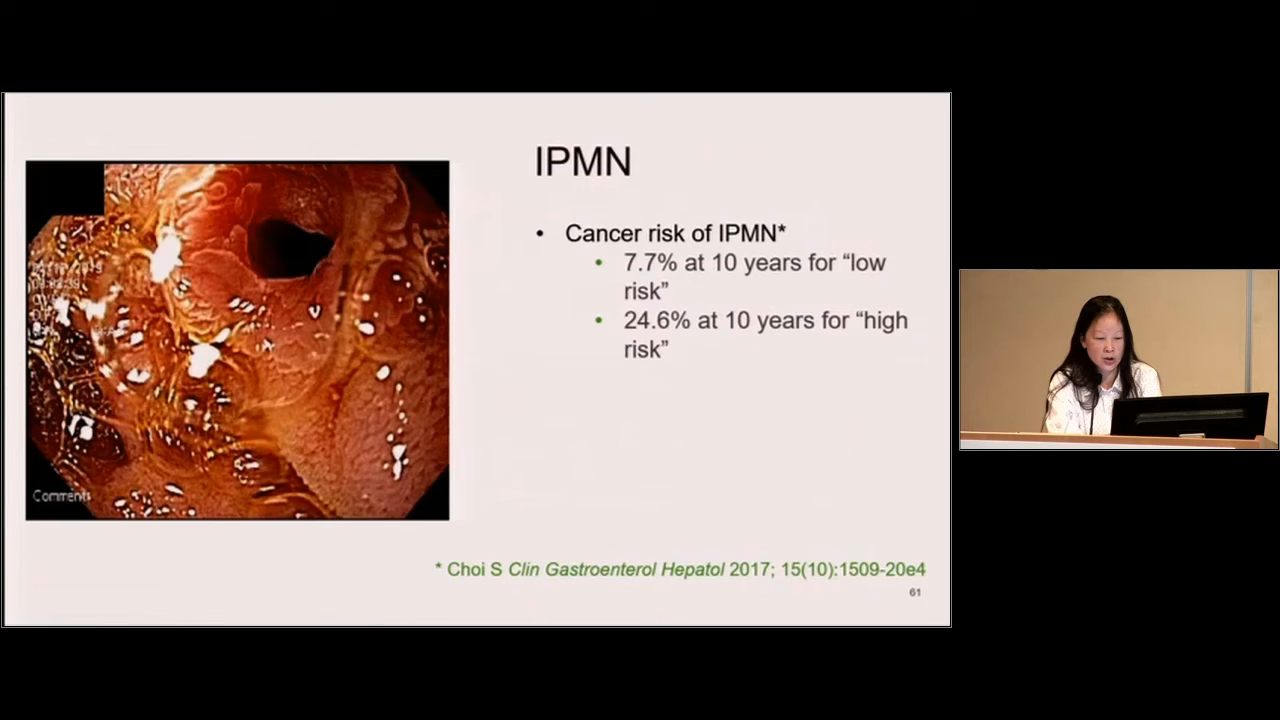 IPMN
• Cancer risk of IPMN*
• 7.7% at 10 years for “low
risk”
• 24.6% at 10 years for “high
risk”
Comment
* Choi S Clin Gastroenterol Hepatol 2017; 15(10):1509-20e4
61